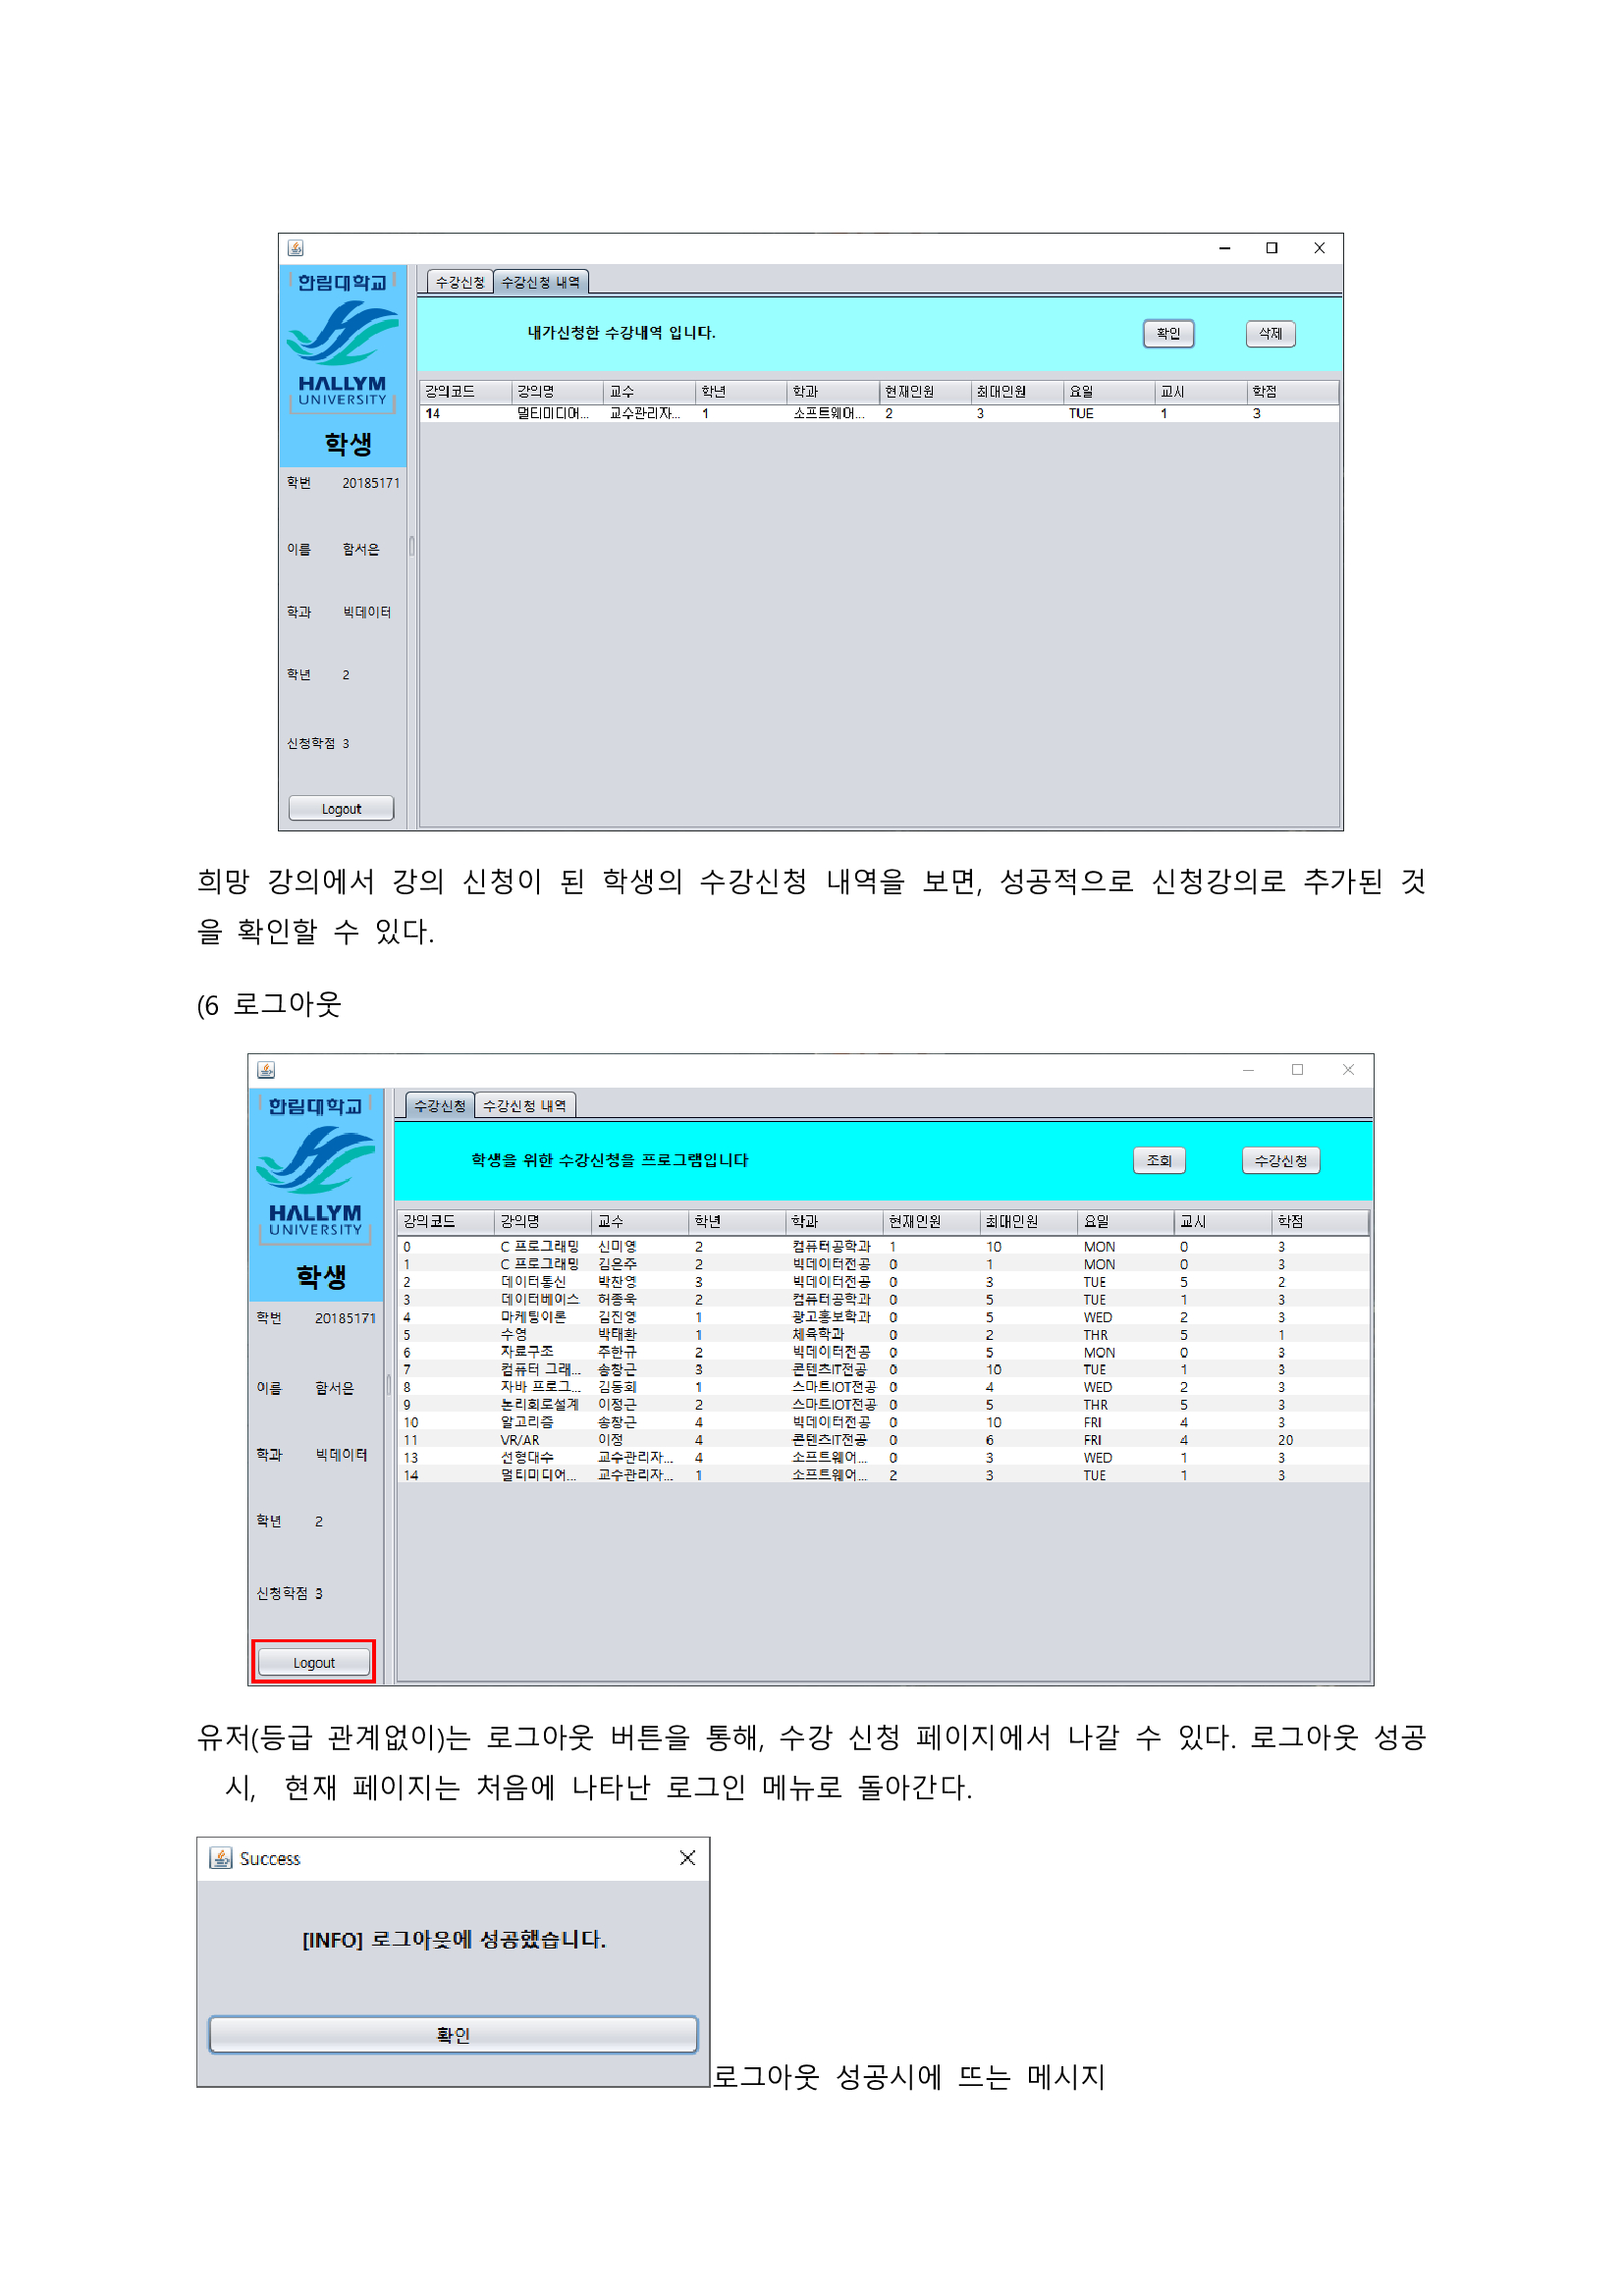 한림대학교
HALLYM
UNIVERSITY
학생
학번 20185171
이름 함서은
학과 빅데이터
학년 2
신청학점 3
Logout
수강신청 수강신청 내역
내가신청한 수강내역 입니다. 확인 삭제
강의코드 강의명 교수 학년 학과 현재인원 최대인원 요일 교시 학점
14 멀티미디어... 교수관리자... 1 소프트웨어... 2 3 TUE 1 3
희망 강의에서 강의 신청이 된 학생의 수강신청 내역을 보면, 성공적으로 신청강의로 추가된 것
을 확인할 수 있다.
(6 로그아웃
한림대학교
HALLYM
UNIVERSITY
학생
학번 20185171
이름 함서은
학과 빅데이터
학년 2
신청학점 3
Logout
수강신청 수강신청 내역
학생을 위한 수강신청을 프로그램입니다 조회 수강신청
강의코드 강의명 교수 학년 학과 현재인원 최대인원 요일 교시 학점
0 C 프로그래밍 신미영 2 컴퓨터공학과 1 10 MON 0 3
1 C 프로그래밍 김은주 2 빅데이터전공 0 1 MON 0 3
2 데이터통신 박찬영 3 빅데이터전공 0 3 TUE 5 2
3 데이터베이스 허종욱 2 컴퓨터공학과 0 5 TUE 1 3
4 마케팅이론 김진영 1 광고홍보학과 0 5 WED 2 3
5 수영 박태환 1 체육학과 0 2 THR 5 1
6 자료구조 주한규 2 빅데이터전공 0 5 MON 0 3
7 컴퓨터 그래... 송창근 3 콘텐츠IT전공 0 10 TUE 1 3
8 자바 프로그... 김동회 1 스마트IOT전공 0 4 WED 2 3
9 논리회로설계 이정근 2 스마트IOT전공 0 5 THR 5 3
10 알고리즘 송창근 4 빅데이터전공 0 10 FRI 4 3
11 VR/AR 이정 4 콘텐츠IT전공 0 6 FRI 4 20
13 선형대수 교수관리자... 4 소프트웨어... 0 3 WED 1 3
14 멀티미디어... 교수관리자... 1 소프트웨어... 2 3 TUE 1 3
유저(등급 관계없이)는 로그아웃 버튼을 통해, 수강 신청 페이지에서 나갈 수 있다. 로그아웃 성공
시, 현재 페이지는 처음에 나타난 로그인 메뉴로 돌아간다.
Success
[INFO] 로그아웃에 성공했습니다.
확인
로그아웃 성공시에 뜨는 메시지